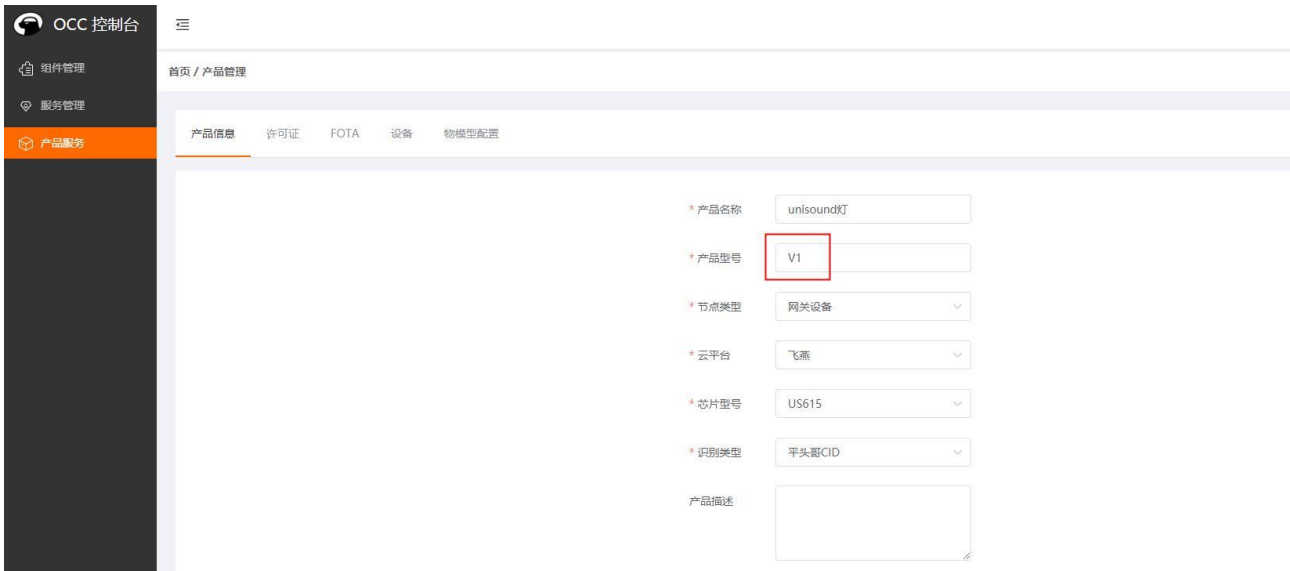 OCC 控制台
组件管理
服务管理
产品服务
首页 / 产品管理
产品信息 许可证 FOTA 设备 物模型配置
* 产品名称 unisound灯
* 产品型号 V1
* 节点类型 网关设备
* 云平台 飞燕
* 芯片型号 US615
* 识别类型 平头哥CID
产品描述